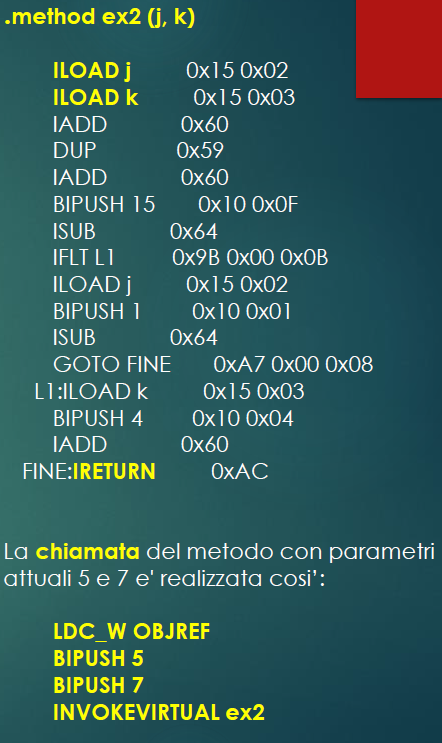 .method ex2 (j, k)
ILOAD j 0x15 0x02
ILOAD k 0x15 0x03
IADD 0x60
DUP 0x59
IADD 0x60
BIPUSH 15 0x10 0x0F
ISUB 0x64
IFLT L1 0x9B 0x00 0x0B
ILOAD j 0x15 0x02
BIPUSH 1 0x10 0x01
ISUB 0x64
GOTO FINE 0xA7 0x00 0x08
L1:ILOAD k 0x15 0x03
BIPUSH 4 0x10 0x04
IADD 0x60
FINE:IRETURN 0xAC
La chiamata del metodo con parametri
attuali 5 e 7 e' realizzata cosi’:
LDC_W OBJREF
BIPUSH 5
BIPUSH 7
INVOKEVIRTUAL ex2